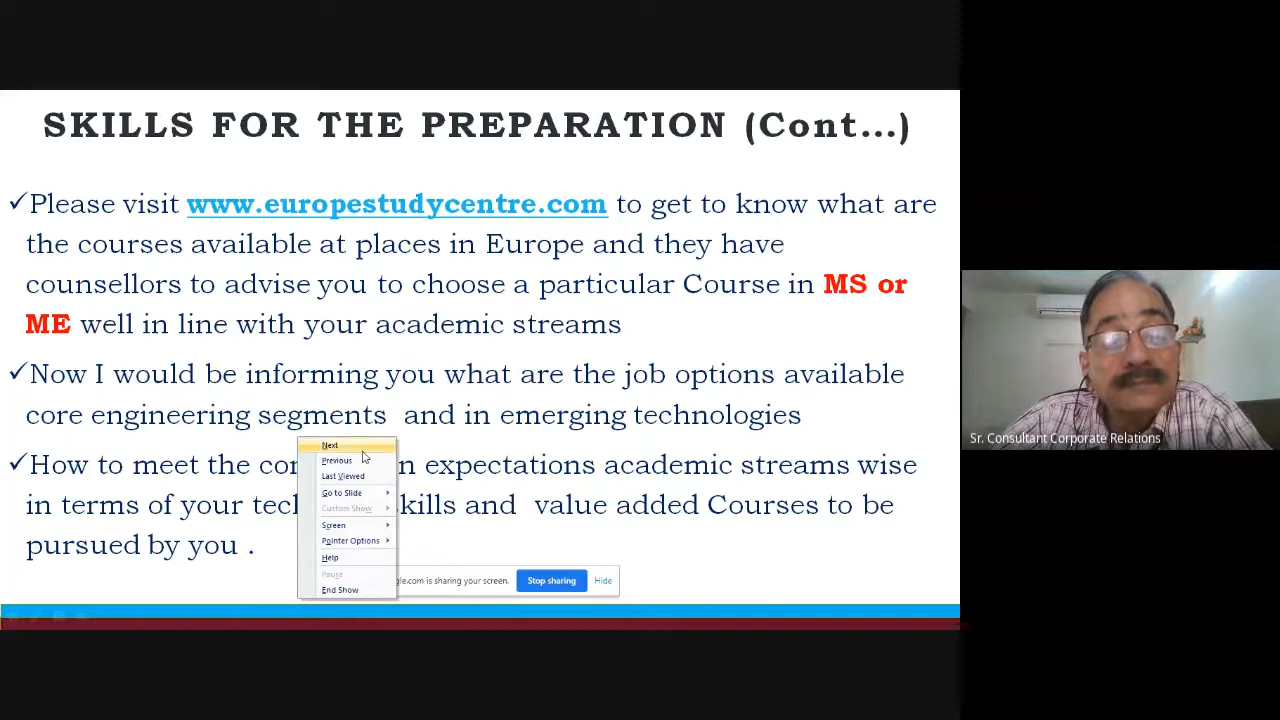 SKILLS FOR THE PREPARATION (Cont...)
✓Please visit www.europestudycentre.com to get to know what are
the courses available at places in Europe and they have
counsellors to advise you to choose a particular Course in MS or
ME well in line with your academic streams
✓Now I would be informing you what are the job options available
core engineering segments and in emerging technologies
✓How to meet the expectations academic streams wise
in terms of your skills and value added Courses to be
pursued by you .
Next
Previous
Last Viewed
Go to Slide
Custom Show
Screen
Pointer Options
Help
Pause
End Show
gle.com is sharing your screen.
Stop sharing
Hide
Sr. Consultant Corporate Relations